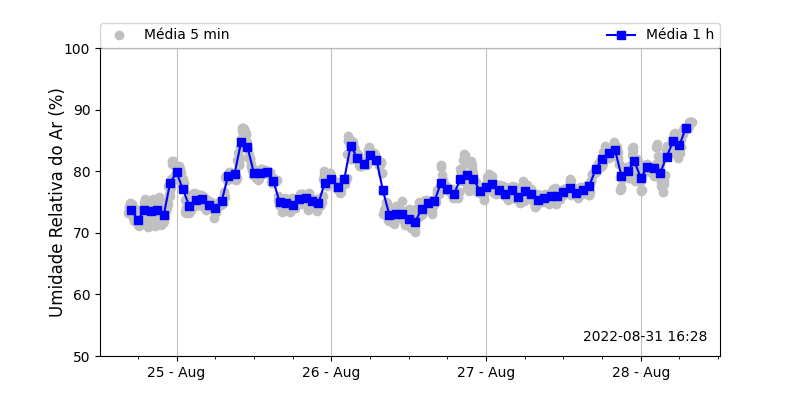 Média 5 min
Média 1 h
Umidade Relativa do Ar (%)
100
90
80
70
60
50
2022-08-31 16:28
25 - Aug
26 - Aug
27 - Aug
28 - Aug